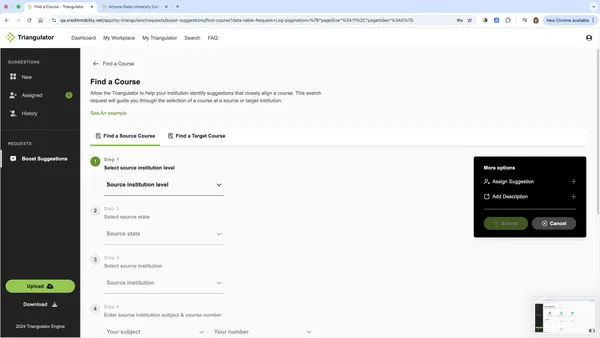 Find a Course - Triangulator
Arizona State University Cou
qa.creditmobility.net/app/my-triangulator/requests/boost-suggestions/find-course?data-table-Request+Log-pagination=%7B"pageSize"%3A11%2C"pageIndex"%3A0%7D
New Chrome available
Triangulator
Dashboard
My Workplace
My Triangulator
Search
FAQ
SUGGESTIONS
New
Assigned
History
REQUESTS
Boost Suggestions
Upload
Download
2024 Triangulator Engine
Find a Course
Find a Course
Allow the Triangulator to help your institution identify suggestions that closely align a course. This search
request will guide you through the selection of a course at a source or target institution.
See An example
Find a Source Course
Find a Target Course
1
Step 1
Select source institution level
Source institution level
2
Step 2
Select source state
Source state
3
Step 3
Select source institution
Source institution
4
Step 4
Enter source institution subject & course number
Your subject
Your number
More options
Assign Suggestion
Add Description
Submit
Cancel